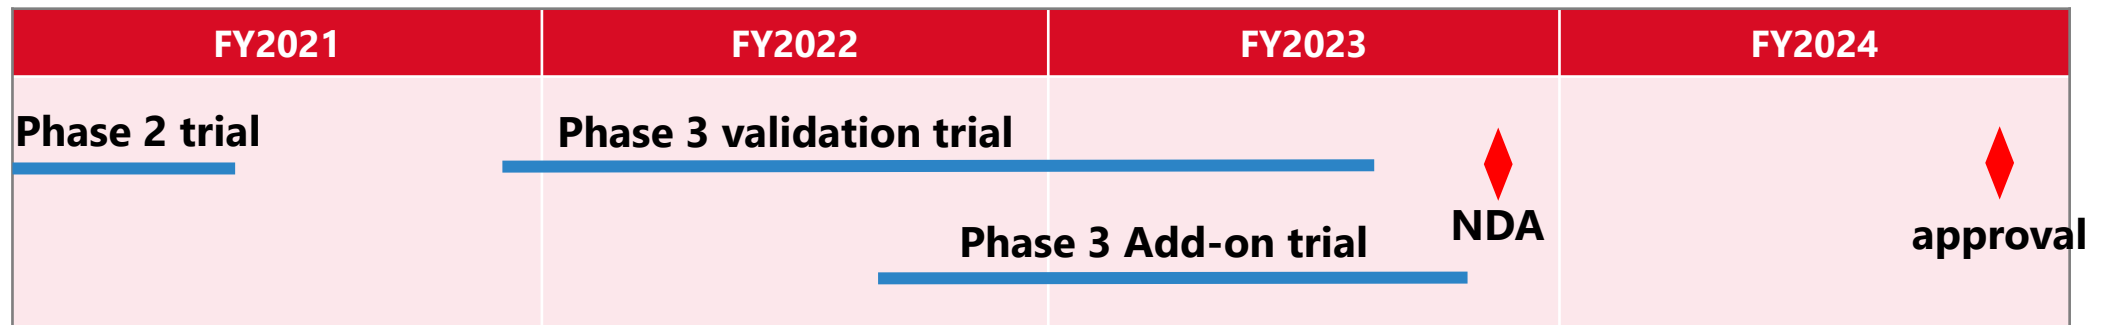 FY2021 FY2022 FY2023 FY2024
Phase 2 trial
Phase 3 validation trial
NDA
Phase 3 Add-on trial
approval